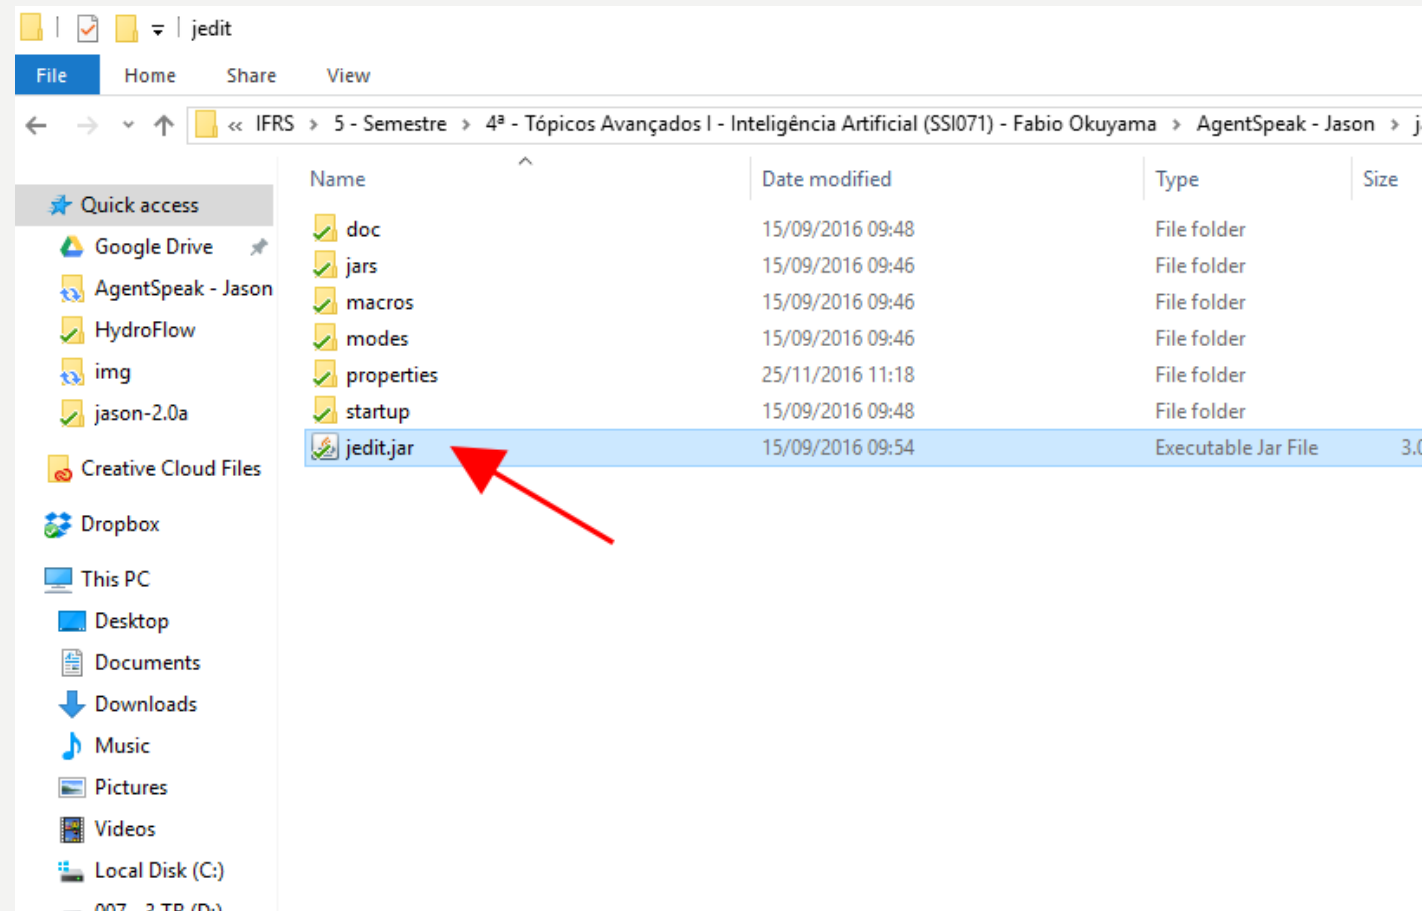 jedit
File Home Share View
« IFRS > 5 - Semestre > 4ª - Tópicos Avançados I - Inteligência Artificial (SSI071) - Fabio Okuyama > AgentSpeak - Jason >
Name Date modified Type Size
Quick access
Google Drive
AgentSpeak - Jason
HydroFlow
img
jason-2.0a
Creative Cloud Files
Dropbox
This PC
Desktop
Documents
Downloads
Music
Pictures
Videos
Local Disk (C:)
doc 15/09/2016 09:48 File folder
jars 15/09/2016 09:46 File folder
macros 15/09/2016 09:46 File folder
modes 15/09/2016 09:46 File folder
properties 25/11/2016 11:18 File folder
startup 15/09/2016 09:48 File folder
jedit.jar 15/09/2016 09:54 Executable Jar File